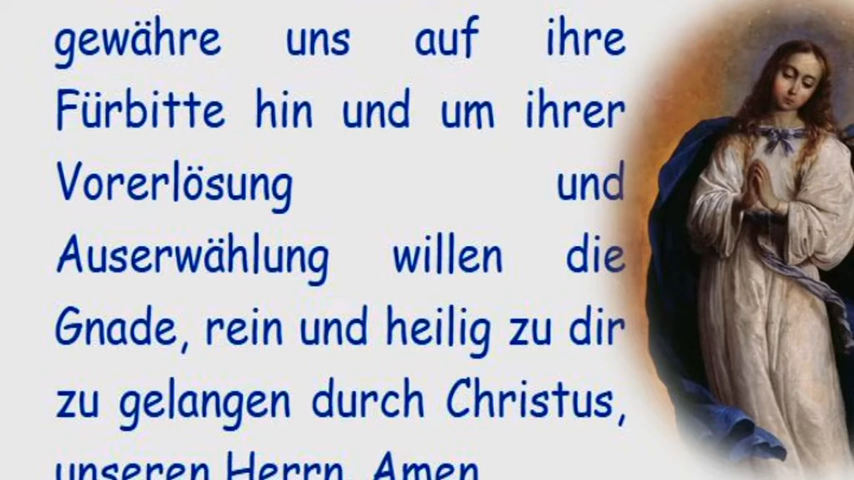 gewähre uns auf ihre
Fürbitte hin und um ihrer
Vorerlösung und
Auserwählung willen die
Gnade, rein und heilig zu dir
zu gelangen durch Christus,
unseren Herrn. Amen